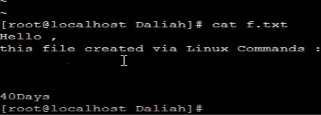 ~
~
[root@localhost Daliah]# cat f.txt
Hello ,
this file created via Linux Commands :
40Days
[root@localhost Daliah]#